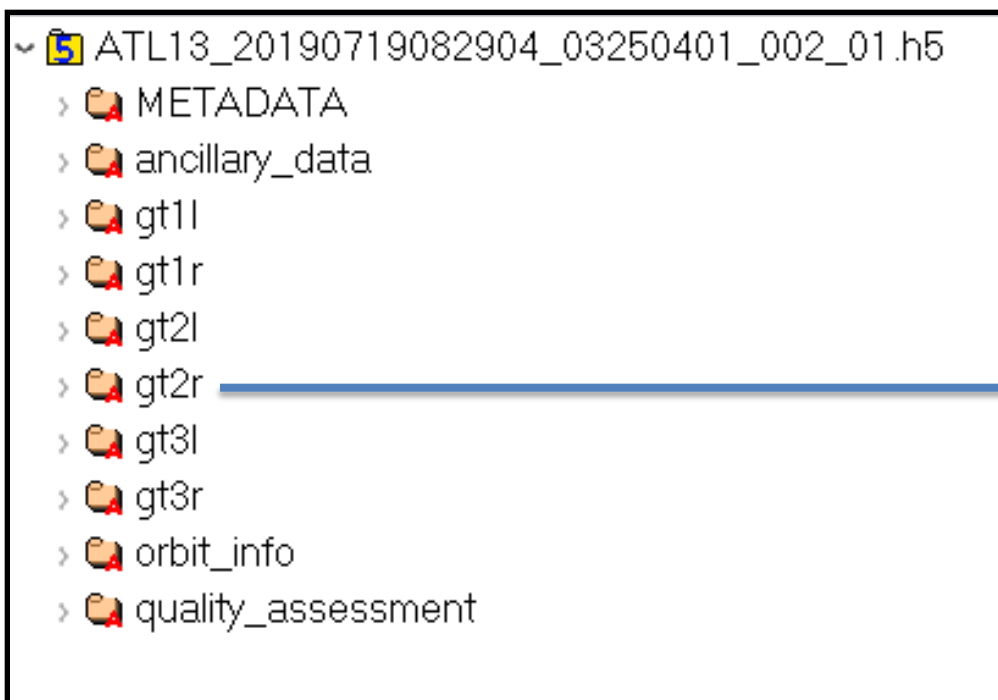 ATL13_20190719082904_03250401_002_01.h5
METADATA
ancillary_data
gt1l
gt1r
gt2l
gt2r
gt3l
gt3r
orbit_info
quality_assessment